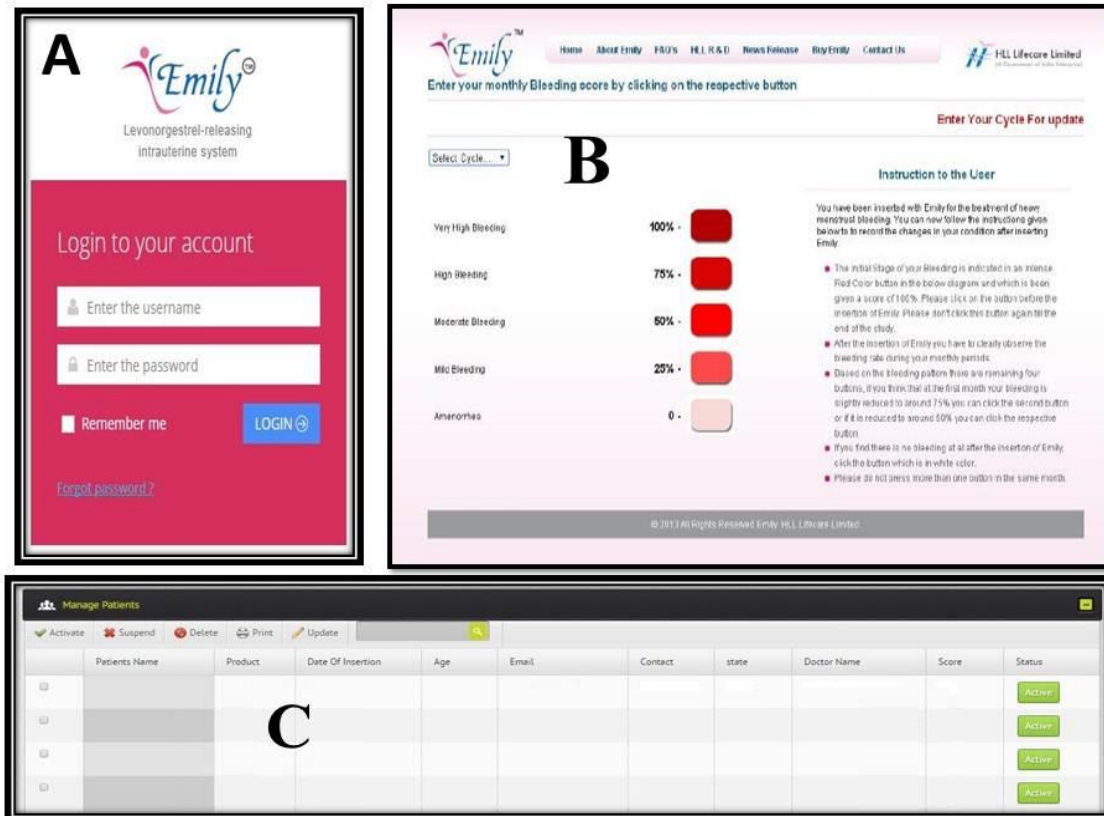 A
Emily TM
Levonorgestrel-releasing
intrauterine system
Login to your account
Enter the username
Enter the password
Remember me
LOGIN
Forgot password ?
Emily TM
Home About Emily FAQ's HLL R & D News Release Buy Emily Contact Us
HLL Lifecare Limited
Enter your monthly Bleeding score by clicking on the respective button
Enter Your Cycle For update
Select Cycle....
B
Very High Bleeding 100% -
High Bleeding 75% -
Moderate Bleeding 50% -
Mild Bleeding 25% -
Amenorrhea 0 -
Instruction to the User
You have been inserted with Emily for the treatment of heavy
menstrual bleeding. You can now follow the instructions given
below to record the changes in your condition after inserting
Emily.
The initial Stage of your Bleeding is indicated in an intense
Red Color button in the below diagram and which is been
given a score of 100%. Please click on the button before the
insertion of Emily. Please don't click this button again till the
end of the study.
After the insertion of Emily you have to clearly observe the
bleeding rate during your monthly periods.
Based on the bleeding pattern there are remaining four
buttons, if you think that at the first month your bleeding is
slightly reduced to around 75% you can click the second button
or if it is reduced to around 50% you can click the respective
button
If you find there is no bleeding at all after the insertion of Emily,
click the button which is in white color.
Please do not press more than one button in the same month.
© 2013 All Rights Reserved Emily. HLL Lifecare Limited.
Manage Patients
Activate Suspend Delete Print Update
Patients Name Product Date Of Insertion Age Email Contact state Doctor Name Score Status
C
Active
Active
Active
Active